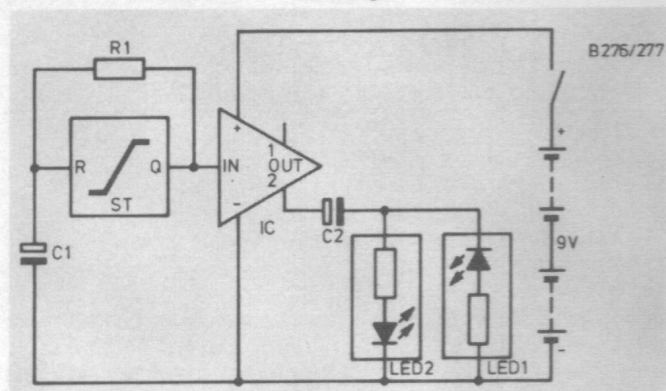 R1
B276/277
+
+
R
Q
IN
1
OUT
2
ST
-
IC
C1
C2
9V
-
LED2
LED1